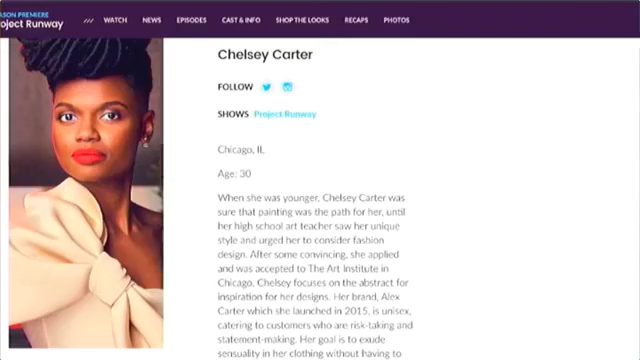 ASON PREMIERE
oject Runway
WATCH NEWS EPISODES CAST & INFO SHOP THE LOOKS RECAPS PHOTOS
Chelsey Carter
FOLLOW
SHOWS Project Runway
Chicago, IL
Age: 30
When she was younger, Chelsey Carter was
sure that painting was the path for her, until
her high school art teacher saw her unique
style and urged her to consider fashion
design. After some convincing, she applied
and was accepted to The Art Institute in
Chicago. Chelsey focuses on the abstract for
inspiration for her designs. Her brand, Alex
Carter which she launched in 2015, is unisex,
catering to customers who are risk-taking and
statement-making. Her goal is to exude
sensuality in her clothing without having to